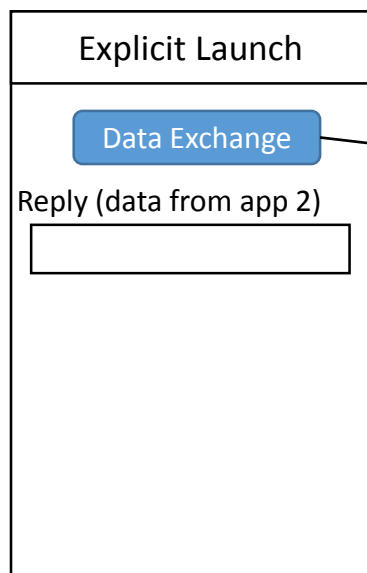 Explicit Launch
Data Exchange
Reply (data from app 2)